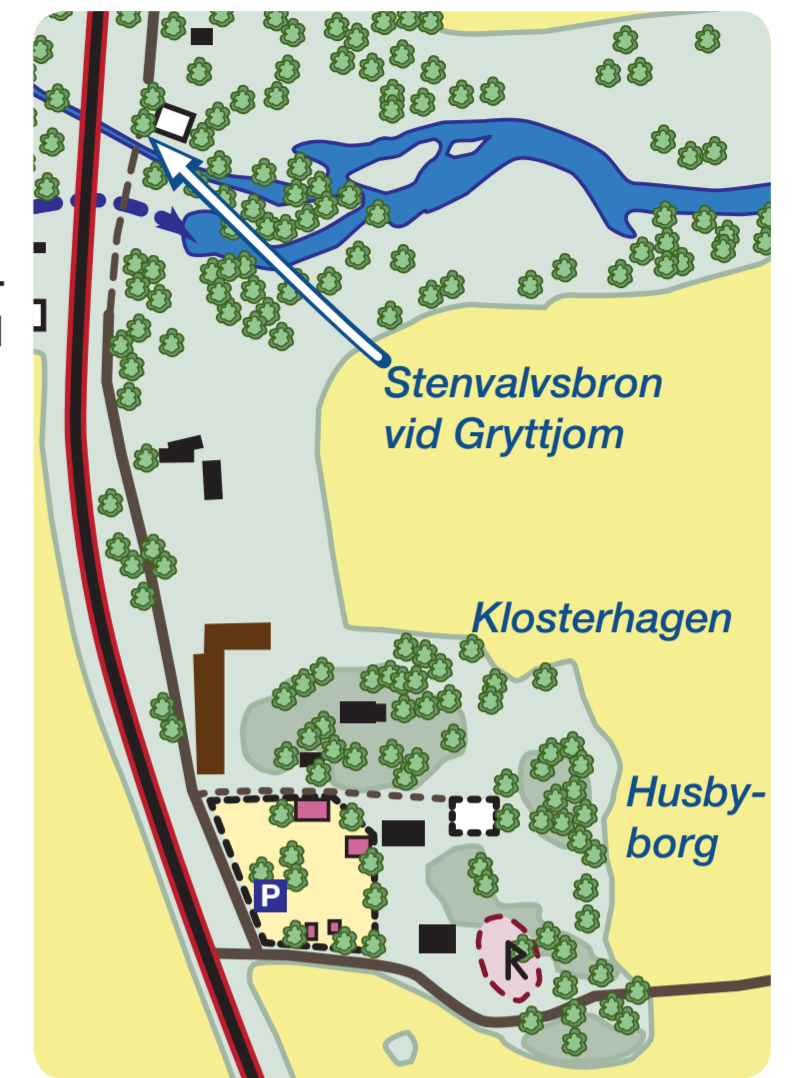 Stenvalvsbron
vid Gryttjom
Klosterhagen
Husby-
borg
P
R